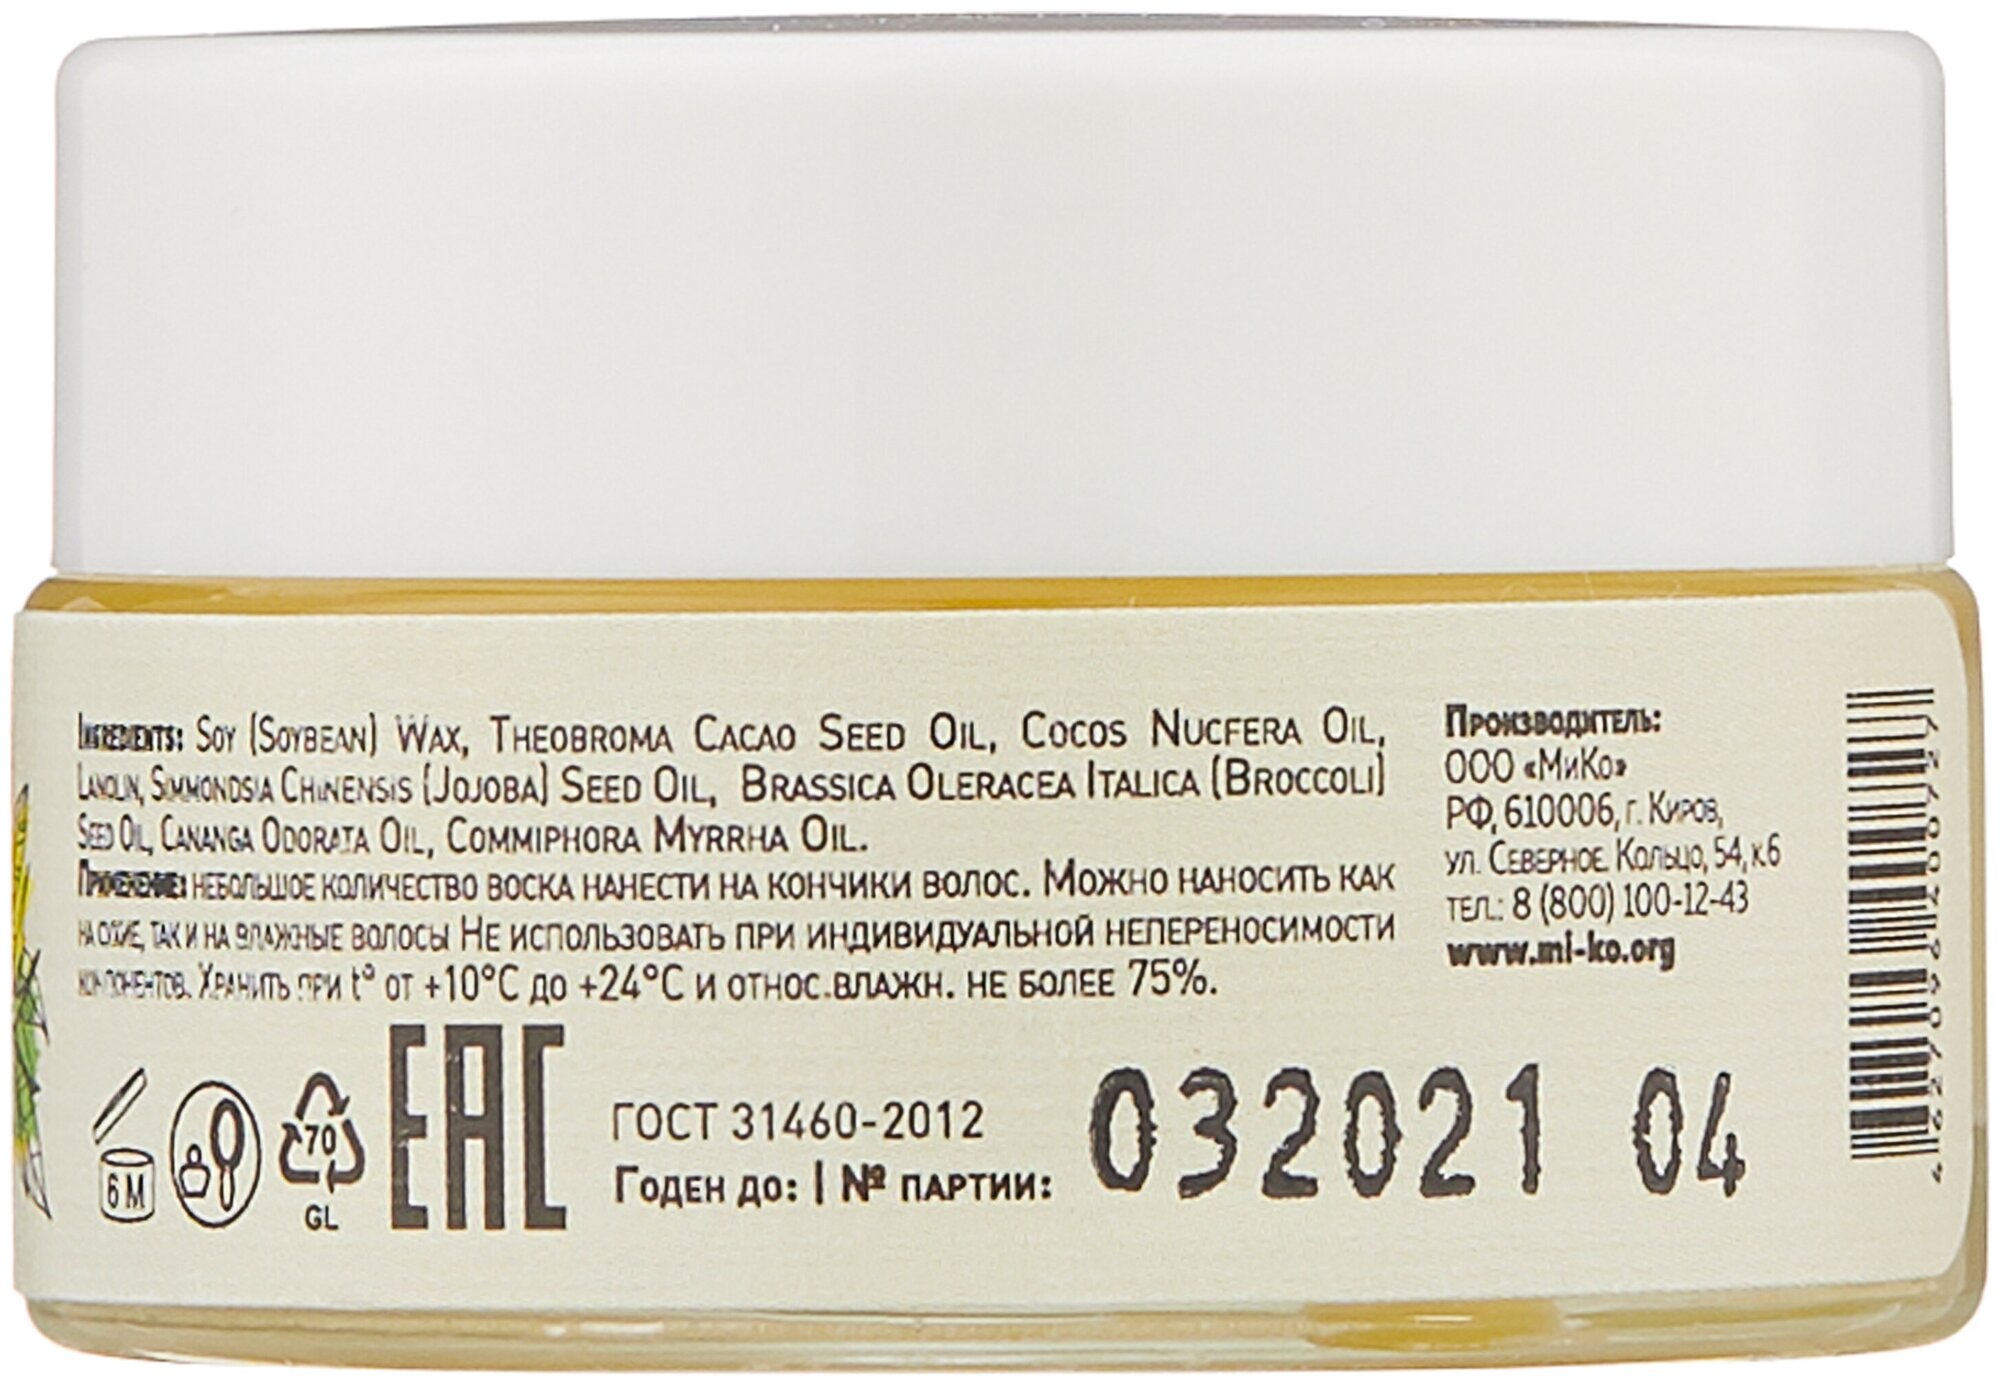 Ingredients: Soy (Soybean) Wax, Theobroma Cacao Seed Oil, Cocos Nucfera Oil,
Lanolin, Simmondsia Chinensis (Jojoba) Seed Oil, Brassica Oleracea Italica (Broccoli)
Seed Oil, Cananga Odorata Oil, Commiphora Myrrha Oil.
Применение: небольшое количество воска нанести на кончики волос. Можно наносить как
на сухие, так и на влажные волосы Не использовать при индивидуальной непереносимости
компонентов. Хранить при t° от +10°C до +24°C и относ.влажн. не более 75%.
Производитель:
ООО «МиКо»
РФ, 610006, г. Киров,
ул. Северное Кольцо, 54, к.6
тел.: 8 (800) 100-12-43
www.mi-ko.org
6 M
70
GL
EAC
ГОСТ 31460-2012
Годен до: | № партии:
032021 04